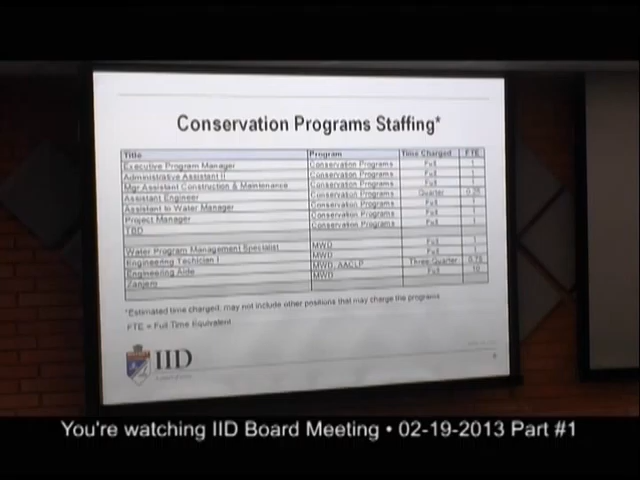 Conservation Programs Staffing*
Title Program Time Charged FTE
Executive Program Manager Conservation Programs Full 1
Administrative Assistant II Conservation Programs Full 1
Mgr Assistant Construction & Maintenance Conservation Programs Full 1
Assistant Engineer Conservation Programs Quarter 0.25
Assistant to Water Manager Conservation Programs Full 1
Project Manager Conservation Programs Full 1
TBD Conservation Programs Full 1
Water Program Management Specialist MWD Full 1
Engineering Techician I MWD Full 1
Engineering Aide MWD, AACLP Three-Quarter 0.75
Zanjero MWD Full 10
*Estimated time charged, may not include other positions that may charge the programs
FTE = Full Time Equivalent
IID
You're watching IID Board Meeting • 02-19-2013 Part #1